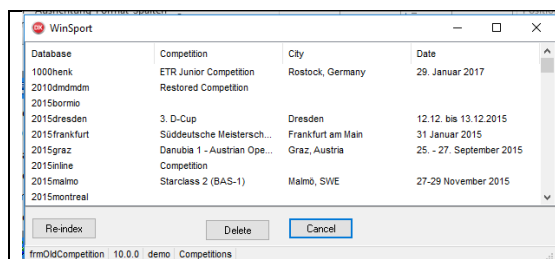 WinSport
Database Competition City Date
1000henk ETR Junior Competition Rostock, Germany 29. Januar 2017
2010dmdmdm Restored Competition
2015bormio
2015dresden 3. D-Cup Dresden 12.12. bis 13.12.2015
2015frankfurt Süddeutsche Meistersch... Frankfurt am Main 31 Januar 2015
2015graz Danubia 1 - Austrian Ope... Graz, Austria 25. - 27. September 2015
2015inline Competition
2015malmo Starclass 2 (BAS-1) Malmö, SWE 27-29 November 2015
2015montreal
Re-index Delete Cancel
frmOldCompetition 10.0.0 demo Competitions